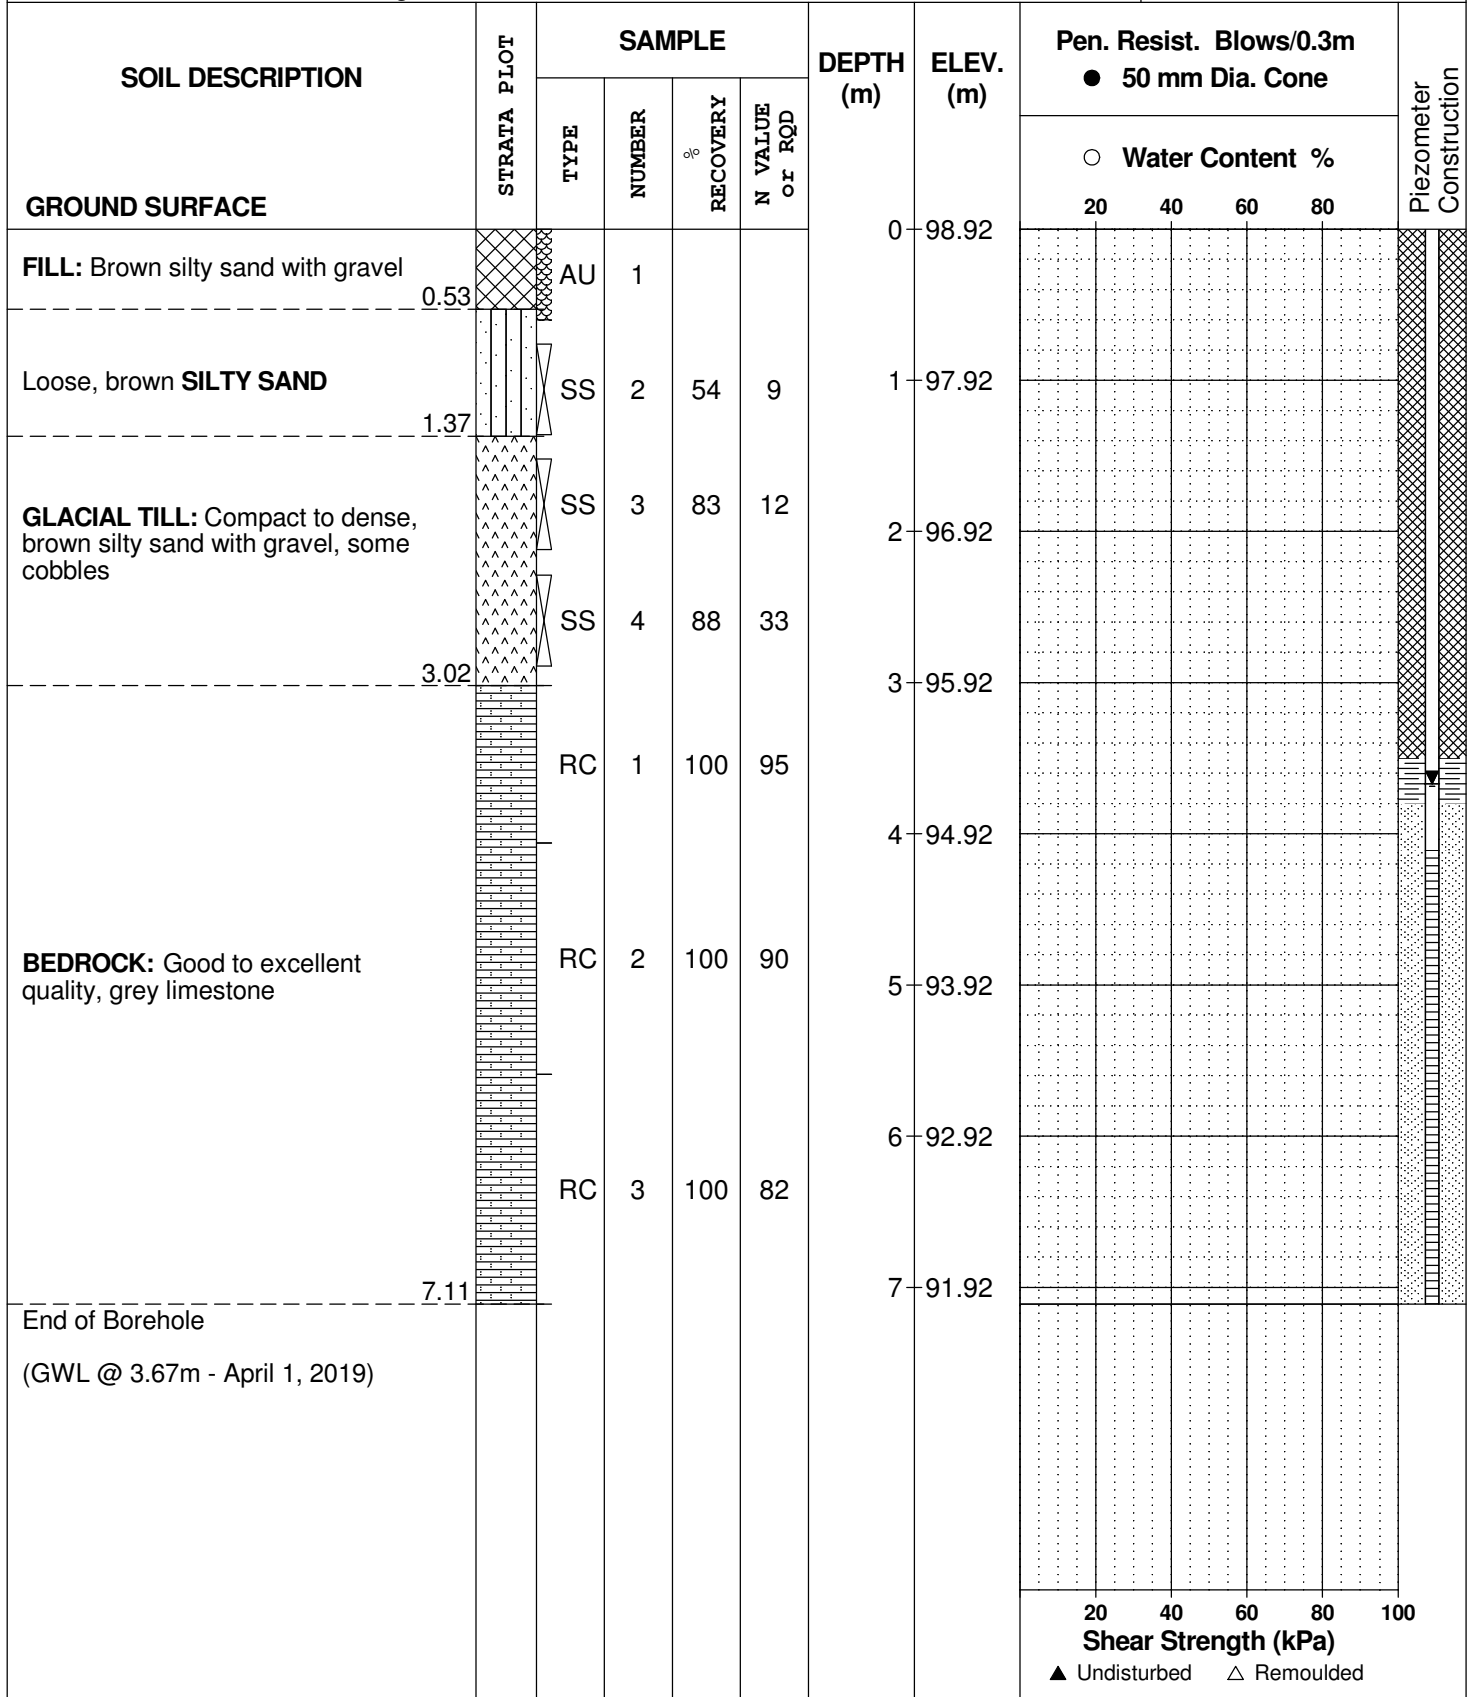 SOIL DESCRIPTION
GROUND SURFACE
STRATA PLOT
SAMPLE
TYPE
NUMBER
% RECOVERY
N VALUE or RQD
DEPTH (m)
ELEV. (m)
Pen. Resist. Blows/0.3m
● 50 mm Dia. Cone
○ Water Content %
20 40 60 80
Piezometer Construction
0 98.92
FILL: Brown silty sand with gravel
0.53
AU 1
Loose, brown SILTY SAND
1.37
SS 2 54 9
1 97.92
GLACIAL TILL: Compact to dense,
brown silty sand with gravel, some
cobbles
3.02
SS 3 83 12
2 96.92
SS 4 88 33
3 95.92
RC 1 100 95
4 94.92
BEDROCK: Good to excellent
quality, grey limestone
7.11
RC 2 100 90
5 93.92
6 92.92
RC 3 100 82
7 91.92
End of Borehole
(GWL @ 3.67m - April 1, 2019)
20 40 60 80 100
Shear Strength (kPa)
▲ Undisturbed △ Remoulded